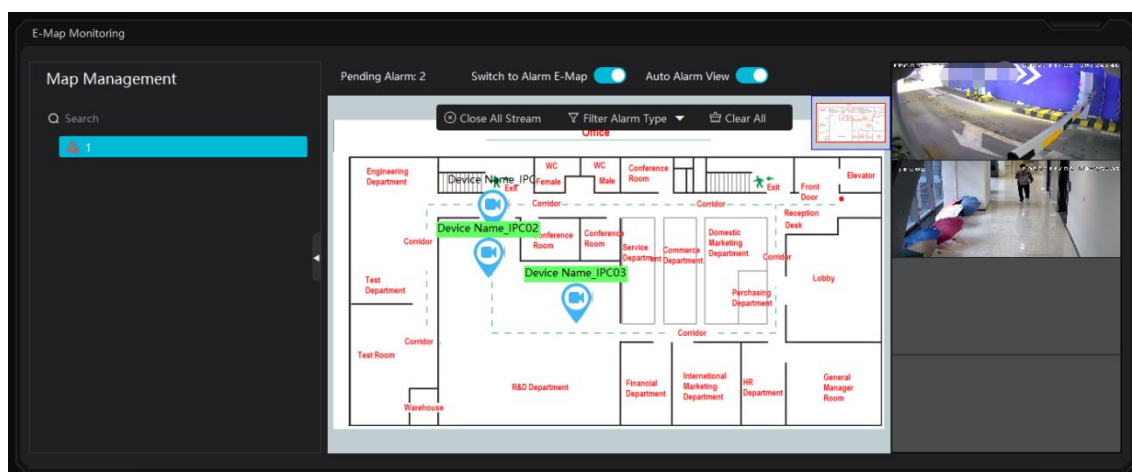 E-Map Monitoring
Map Management
Search
1
Pending Alarm: 2
Switch to Alarm E-Map
Auto Alarm View
Close All Stream
Filter Alarm Type
Clear All
Office
Engineering
Department
Device Name_IPC
Exit
WC
Female
WC
Male
Conference
Room
Exit
Front
Door
Elevator
Corridor
Corridor
Reception
Desk
Device Name_IPC02
Corridor
Conference
Room
Conference
Room
Service
Department
Commerce
Department
Domestic
Marketing
Department
Corridor
Lobby
Device Name_IPC03
Test
Department
Perchasing
Department
Corridor
Corridor
Test Room
R&D Department
Financial
Department
International
Marketing
Department
HR
Department
General
Manager
Room
Warehouse